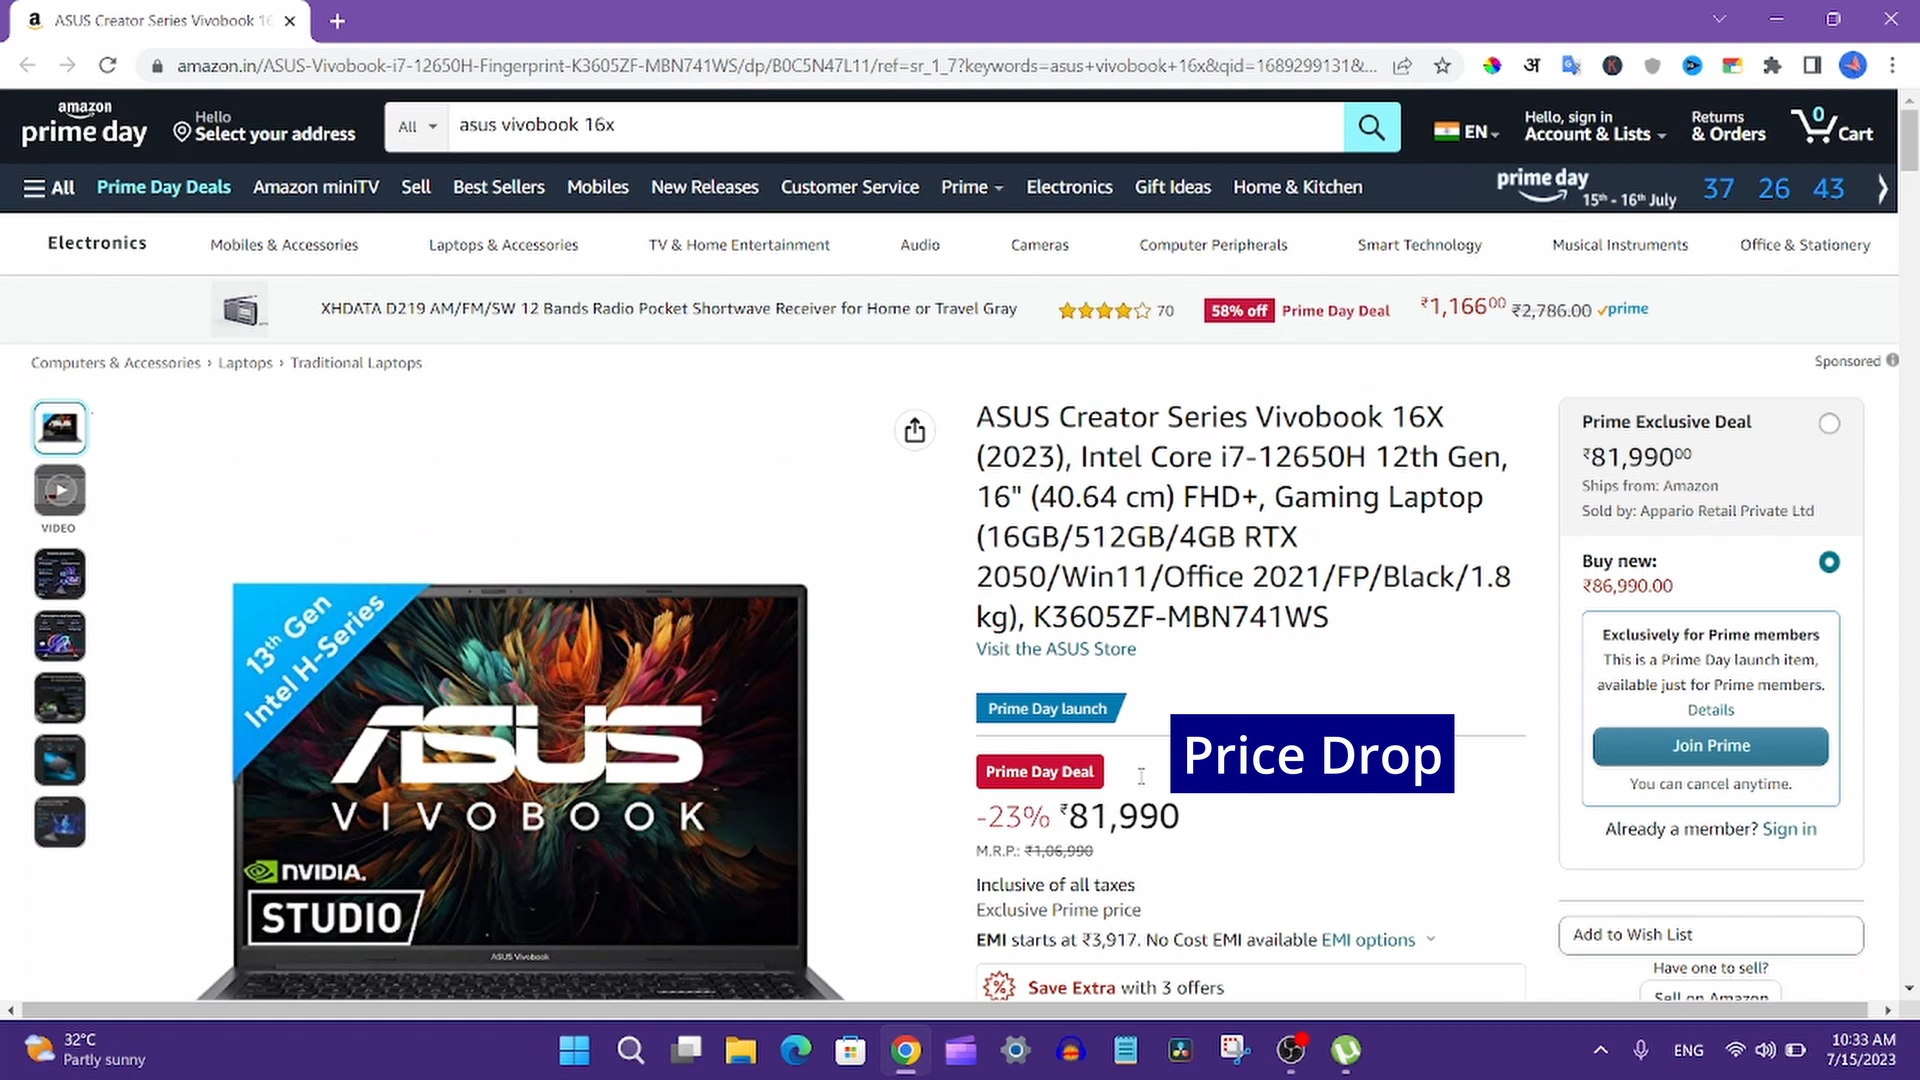 ASUS Creator Series Vivobook 16
amazon.in/ASUS-Vivobook-i7-12650H-Fingerprint-K3605ZF-MBN741WS/dp/B0C5N47L11/ref=sr_1_7?keywords=asus+vivobook+16x&qid=1689299131&...
amazon
prime day
Hello
Select your address
All
asus vivobook 16x
EN
Hello, sign in
Account & Lists
Returns
& Orders
0
Cart
All
Prime Day Deals
Amazon miniTV
Sell
Best Sellers
Mobiles
New Releases
Customer Service
Prime
Electronics
Gift Ideas
Home & Kitchen
prime day
15th - 16th July
37 26 43
Electronics
Mobiles & Accessories
Laptops & Accessories
TV & Home Entertainment
Audio
Cameras
Computer Peripherals
Smart Technology
Musical Instruments
Office & Stationery
XHDATA D219 AM/FM/SW 12 Bands Radio Pocket Shortwave Receiver for Home or Travel Gray
70
58% off
Prime Day Deal
₹1,16600
₹2,786.00
prime
Computers & Accessories › Laptops › Traditional Laptops
Sponsored
VIDEO
13th Gen
Intel H-Series
ASUS
VIVOBOOK
NVIDIA.
STUDIO
ASUS Vivobook
ASUS Creator Series Vivobook 16X
(2023), Intel Core i7-12650H 12th Gen,
16" (40.64 cm) FHD+, Gaming Laptop
(16GB/512GB/4GB RTX
2050/Win11/Office 2021/FP/Black/1.8
kg), K3605ZF-MBN741WS
Visit the ASUS Store
Prime Day launch
Price Drop
Prime Day Deal
-23% ₹81,990
M.R.P.: ₹1,06,990
Inclusive of all taxes
Exclusive Prime price
EMI starts at ₹3,917. No Cost EMI available EMI options
Save Extra with 3 offers
Prime Exclusive Deal
₹81,99000
Ships from: Amazon
Sold by: Appario Retail Private Ltd
Buy new:
₹86,990.00
Exclusively for Prime members
This is a Prime Day launch item,
available just for Prime members.
Details
Join Prime
You can cancel anytime.
Already a member? Sign in
Add to Wish List
Have one to sell?
Sell on Amazon
32°C
Partly sunny
ENG
10:33 AM
7/15/2023